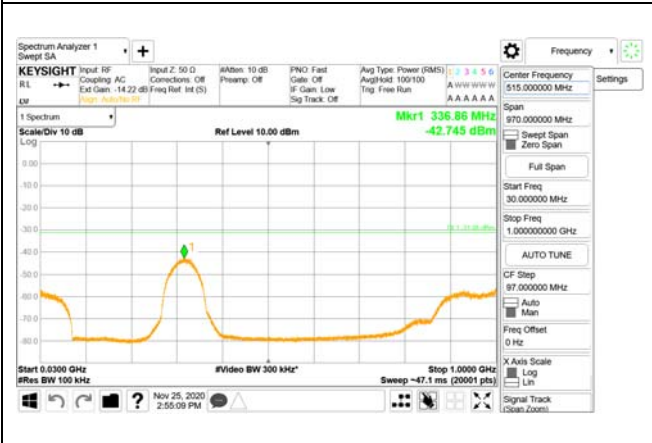 Spectrum Analyzer 1
Swept SA
KEYSIGHT
Input: RF
Coupling: AC
Ext Gain: -14.22 dB
Align: Auto/No RF
Input Z: 50 Ω
Corrections: Off
Freq Ref: Int (S)
#Atten: 10 dB
Preamp: Off
PNO: Fast
Gate: Off
IF Gain: Low
Sig Track: Off
Avg Type: Power (RMS)
Avg|Hold: 100/100
Trig: Free Run
1 2 3 4 5 6
A W W W W W
A A A A A A
1 Spectrum
Scale/Div 10 dB
Ref Level 10.00 dBm
Mkr1 336.86 MHz
-42.745 dBm
Log
0.00
-10.0
-20.0
-30.0
-40.0
-50.0
-60.0
-70.0
-80.0
1
Start 0.0300 GHz
#Res BW 100 kHz
#Video BW 300 kHz*
Stop 1.0000 GHz
Sweep ~47.1 ms (20001 pts)
Nov 25, 2020
2:55:09 PM
Frequency
Settings
Center Frequency
515.000000 MHz
Span
970.000000 MHz
Swept Span
Zero Span
Full Span
Start Freq
30.000000 MHz
Stop Freq
1.000000000 GHz
AUTO TUNE
CF Step
97.000000 MHz
Auto
Man
Freq Offset
0 Hz
X Axis Scale
Log
Lin
Signal Track
(Span Zoom)